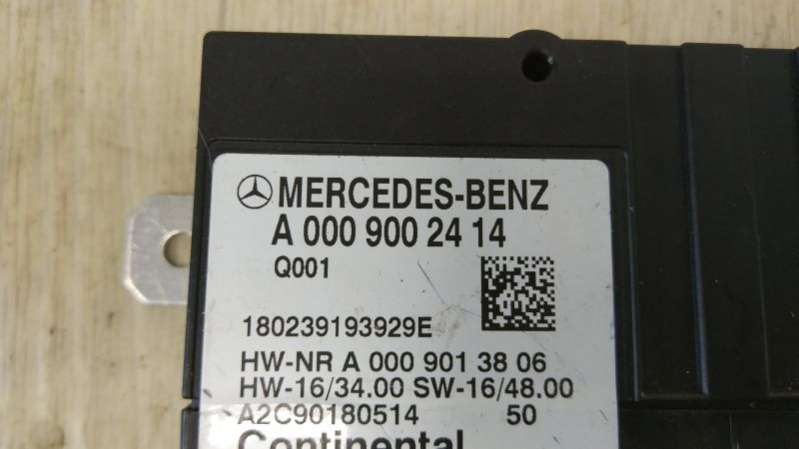 MERCEDES-BENZ
A 000 900 24 14
Q001
180239193929E
HW-NR A 000 901 38 06
HW-16/34.00 SW-16/48.00
A2C90180514 50
Continental